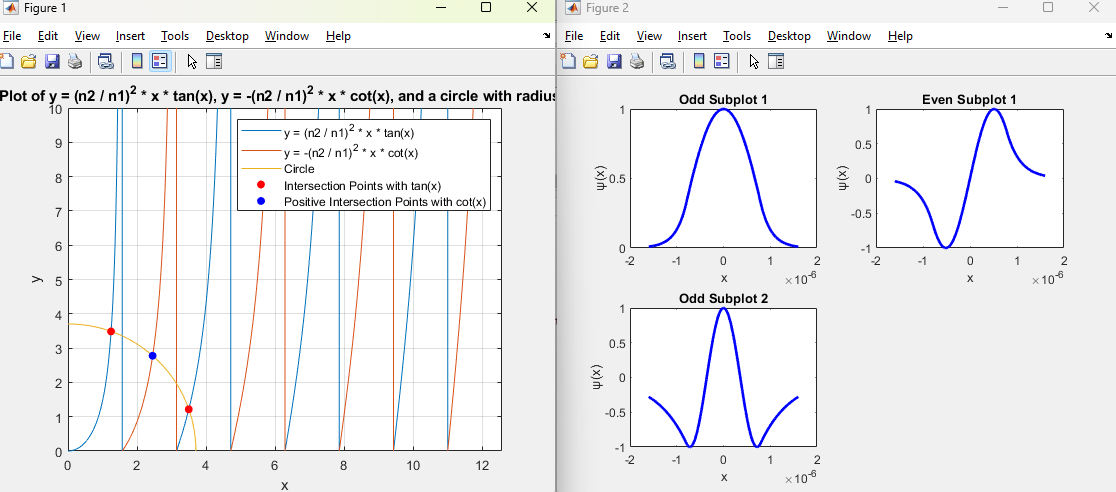 Figure 1
File Edit View Insert Tools Desktop Window Help
Plot of y = (n2 / n1)² * x * tan(x), y = -(n2 / n1)² * x * cot(x), and a circle with radius
y = (n2 / n1)² * x * tan(x)
y = -(n2 / n1)² * x * cot(x)
Circle
Intersection Points with tan(x)
Positive Intersection Points with cot(x)
10
9
8
7
6
5
4
3
2
1
0
y
0 2 4 6 8 10 12
x
Figure 2
File Edit View Insert Tools Desktop Window Help
Odd Subplot 1
1
0.5
0
ψ(x)
-2 -1 0 1 2
x
×10⁻⁶
Even Subplot 1
1
0.5
0
-0.5
-1
ψ(x)
-2 -1 0 1 2
x
×10⁻⁶
Odd Subplot 2
1
0.5
0
-0.5
-1
ψ(x)
-2 -1 0 1 2
x
×10⁻⁶